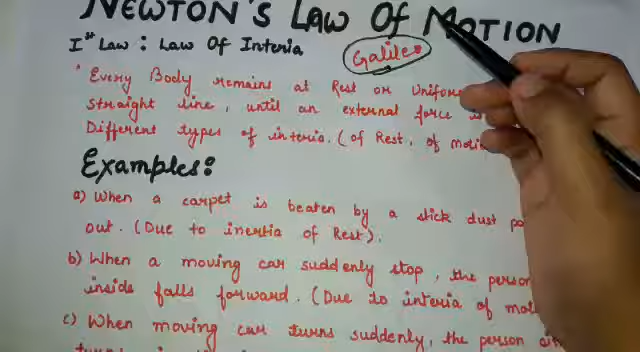 NEWTON'S LAW OF MOTION
Ist Law : Law Of Interia Galileo
Every Body remains at Rest or Uniform
straight line, until an external force
Different types of interia. (of Rest, of
Examples:
a) When a carpet is beaten by a stick dust
out. (Due to inertia of Rest).
b) When a moving car suddenly stop, the person
inside falls forward. (Due to interia of
c) When moving car turns suddenly, the person